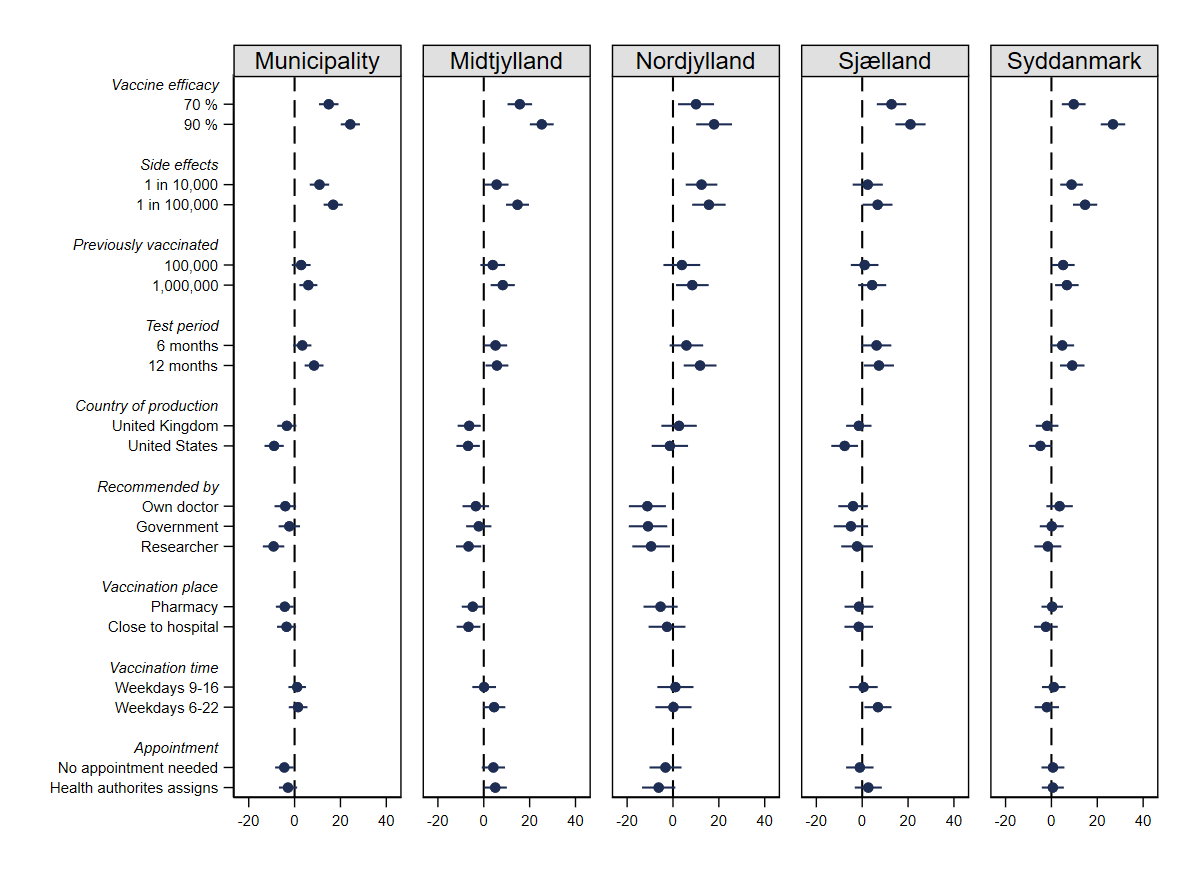 Municipality Midtjylland Nordjylland Sjælland Syddanmark
Vaccine efficacy
70 %
90 %
Side effects
1 in 10,000
1 in 100,000
Previously vaccinated
100,000
1,000,000
Test period
6 months
12 months
Country of production
United Kingdom
United States
Recommended by
Own doctor
Government
Researcher
Vaccination place
Pharmacy
Close to hospital
Vaccination time
Weekdays 9-16
Weekdays 6-22
Appointment
No appointment needed
Health authorites assigns
-20 0 20 40 -20 0 20 40 -20 0 20 40 -20 0 20 40 -20 0 20 40